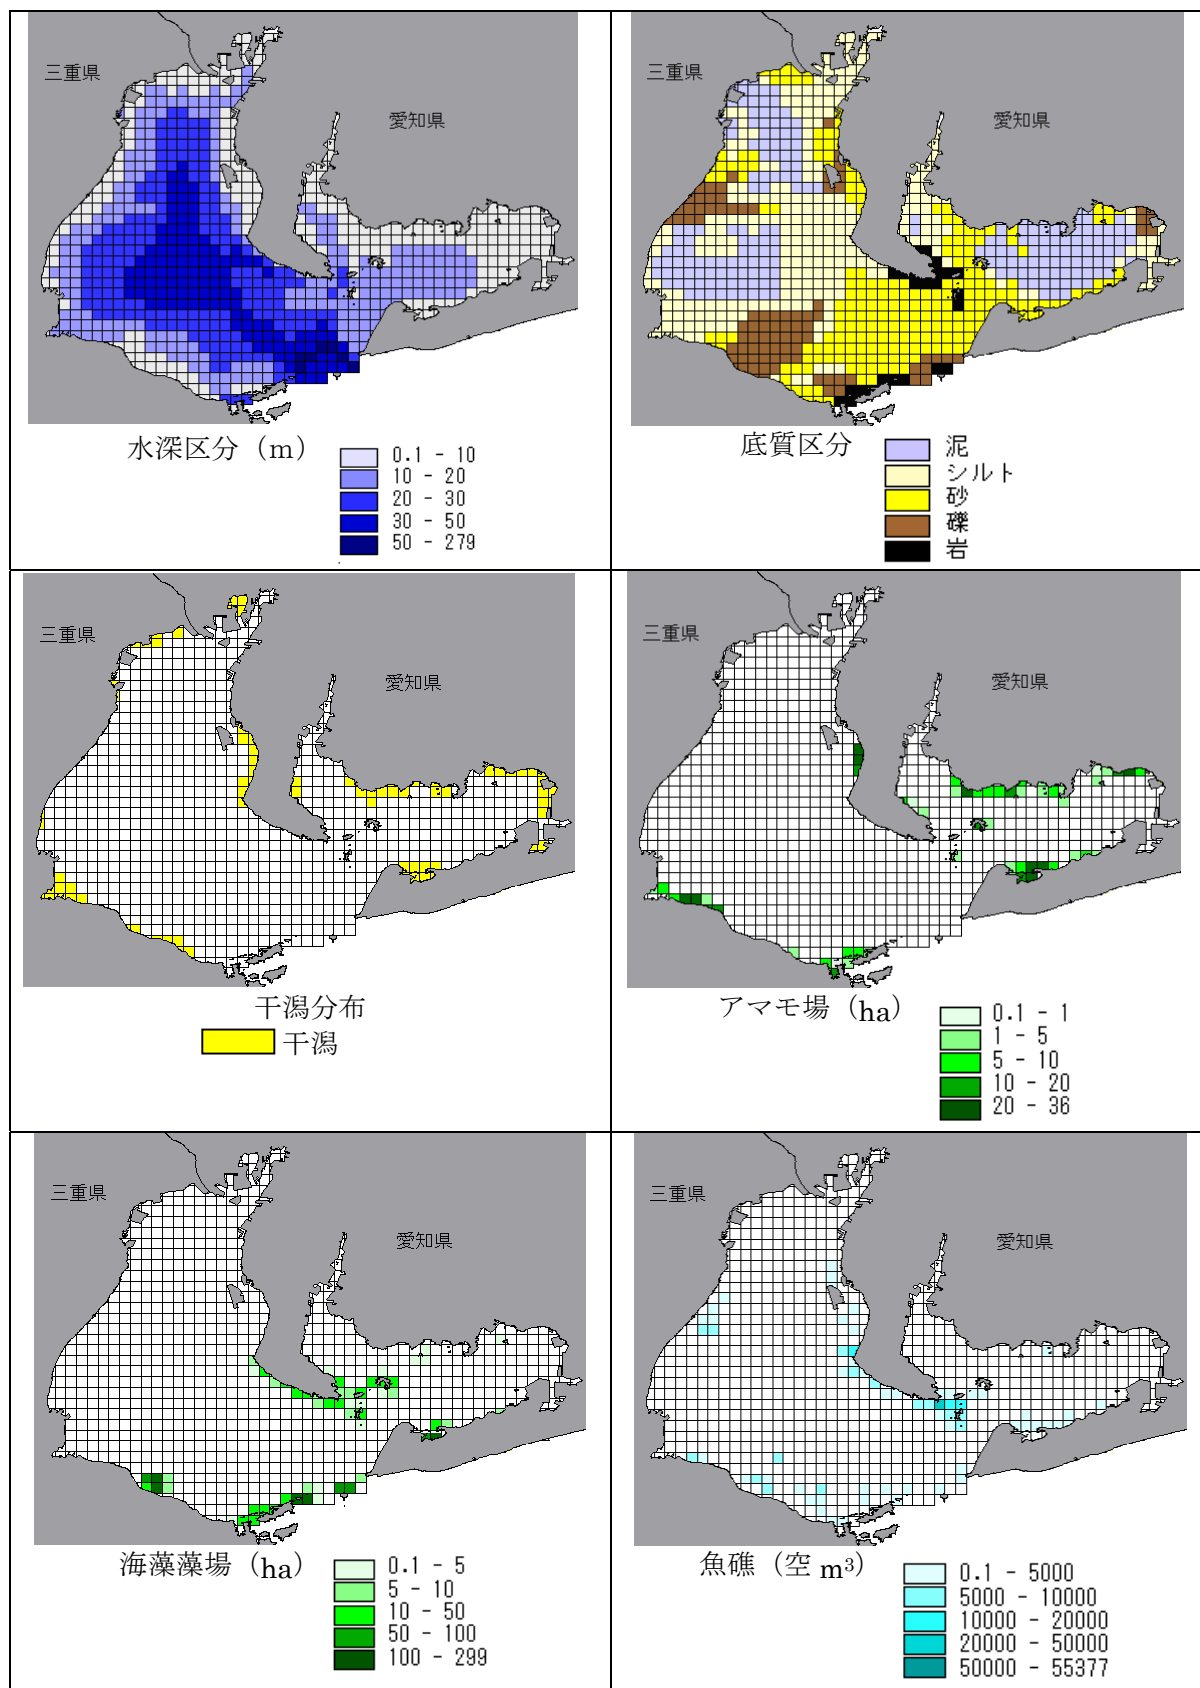 三重県
愛知県
水深区分（m）
0.1 - 10
10 - 20
20 - 30
30 - 50
50 - 279
三重県
愛知県
底質区分
泥
シルト
砂
礫
岩
三重県
愛知県
干潟分布
干潟
三重県
愛知県
アマモ場（ha）
0.1 - 1
1 - 5
5 - 10
10 - 20
20 - 36
三重県
愛知県
海藻藻場（ha）
0.1 - 5
5 - 10
10 - 50
50 - 100
100 - 299
三重県
愛知県
魚礁（空 m³）
0.1 - 5000
5000 - 10000
10000 - 20000
20000 - 50000
50000 - 55377